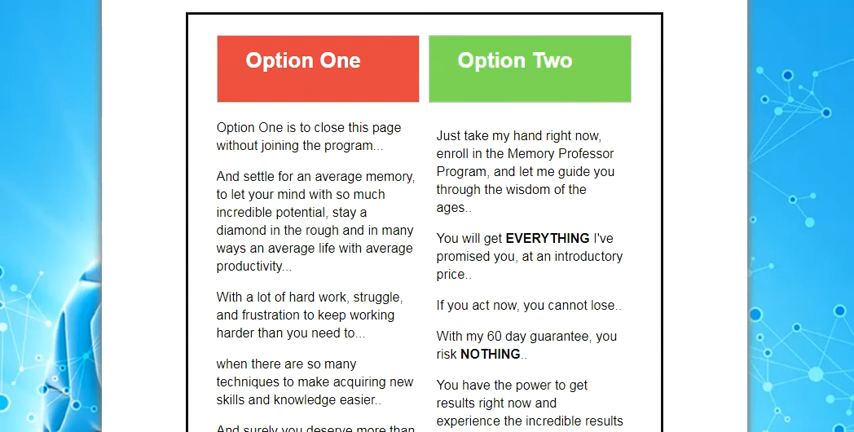 Option One
Option One is to close this page
without joining the program...
And settle for an average memory,
to let your mind with so much
incredible potential, stay a
diamond in the rough and in many
ways an average life with average
productivity...
With a lot of hard work, struggle,
and frustration to keep working
harder than you need to...
when there are so many
techniques to make acquiring new
skills and knowledge easier..
And surely you deserve more than
Option Two
Just take my hand right now,
enroll in the Memory Professor
Program, and let me guide you
through the wisdom of the
ages..
You will get EVERYTHING I've
promised you, at an introductory
price..
If you act now, you cannot lose..
With my 60 day guarantee, you
risk NOTHING..
You have the power to get
results right now and
experience the incredible results